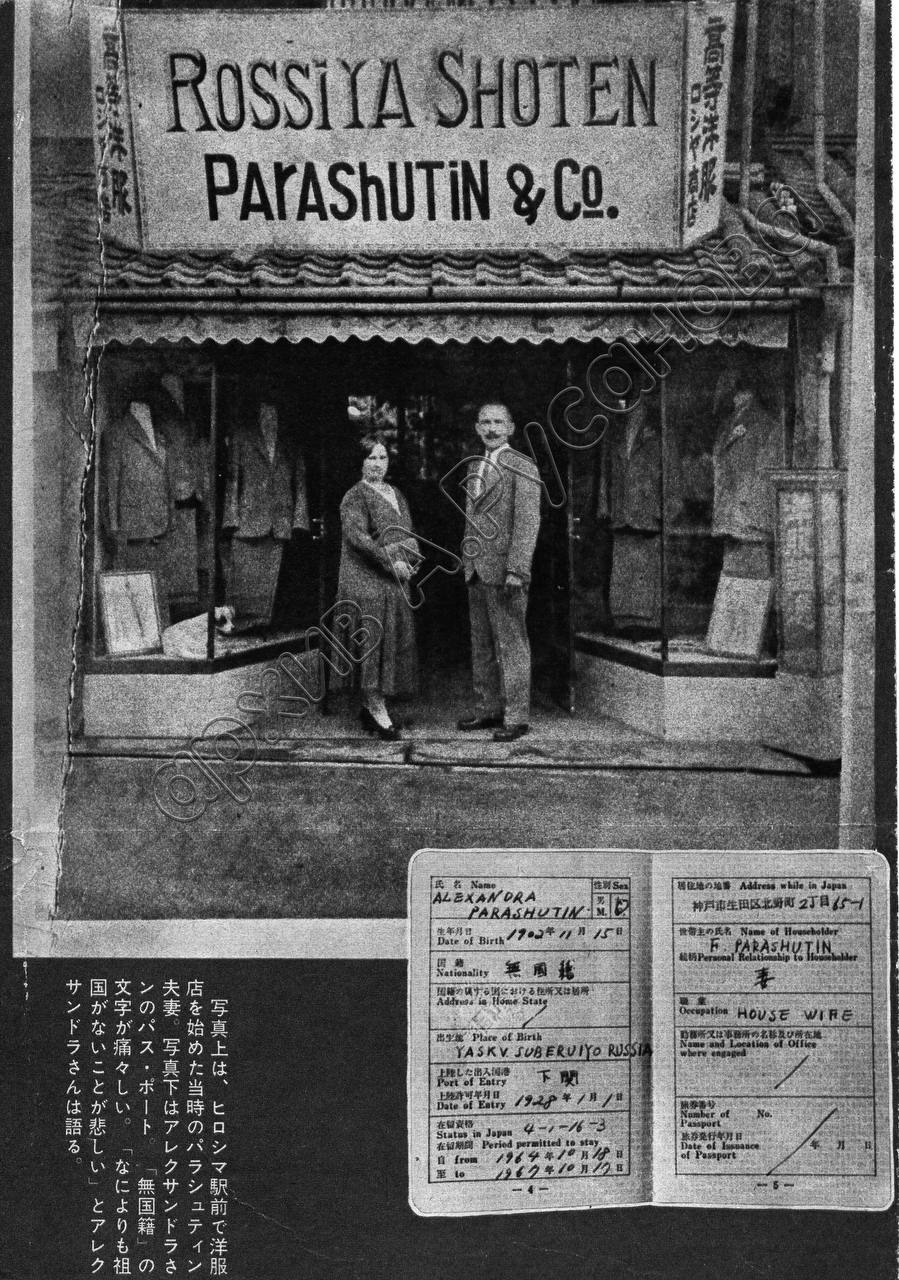 ROSSIYA SHOTEN
PARASHUTIN & Co.
高等洋服
ロシヤ商店
高等洋服
ロシヤ商店
архив А.Русанова
氏名 Name
ALEXANDRA
PARASHUTIN
性別 Sex
男
M.
生年月日
Date of Birth 1902年 11月 15日
国籍
Nationality 無国籍
国籍の属する国における住所又は居所
Address in Home State
出生地 Place of Birth
YASKV. SUBERUIYO RUSSIA
上陸した出入国港
Port of Entry 下関
上陸許可年月日
Date of Entry 1928年 1月 1日
在留資格
Status in Japan 4-1-16-3
在留期間 Period permitted to stay
自 from 1964年10月18日
至 to 1967年10月17日
— 4 —
居住地の地番 Address while in Japan
神戸市生田区北野町2丁目65-1
世帯主の氏名 Name of Householder
F. PARASHUTIN
続柄 Personal Relationship to Householder
妻
職業
Occupation HOUSE WIFE
勤務所又は事務所の名称及び所在地
Name and Location of Office
where engaged
旅券番号
Number of No.
Passport
旅券発行年月日
Date of Issuance 年 月 日
of Passport
— 5 —
写真上は、ヒロシマ駅前で洋服
店を始めた当時のパラシュティン
夫妻。写真下はアレクサンドラさ
んのパス・ポート。「無国籍」の
文字が痛々しい。「なによりも祖
国がないことが悲しい」とアレク
サンドラさんは語る。